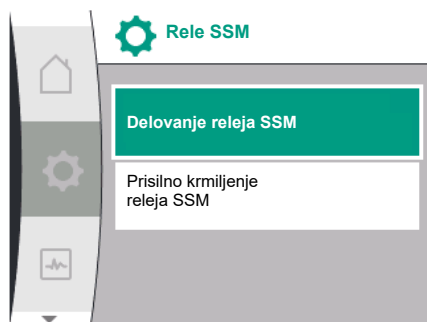 Rele SSM
Delovanje releja SSM
Prisilno krmiljenje
releja SSM